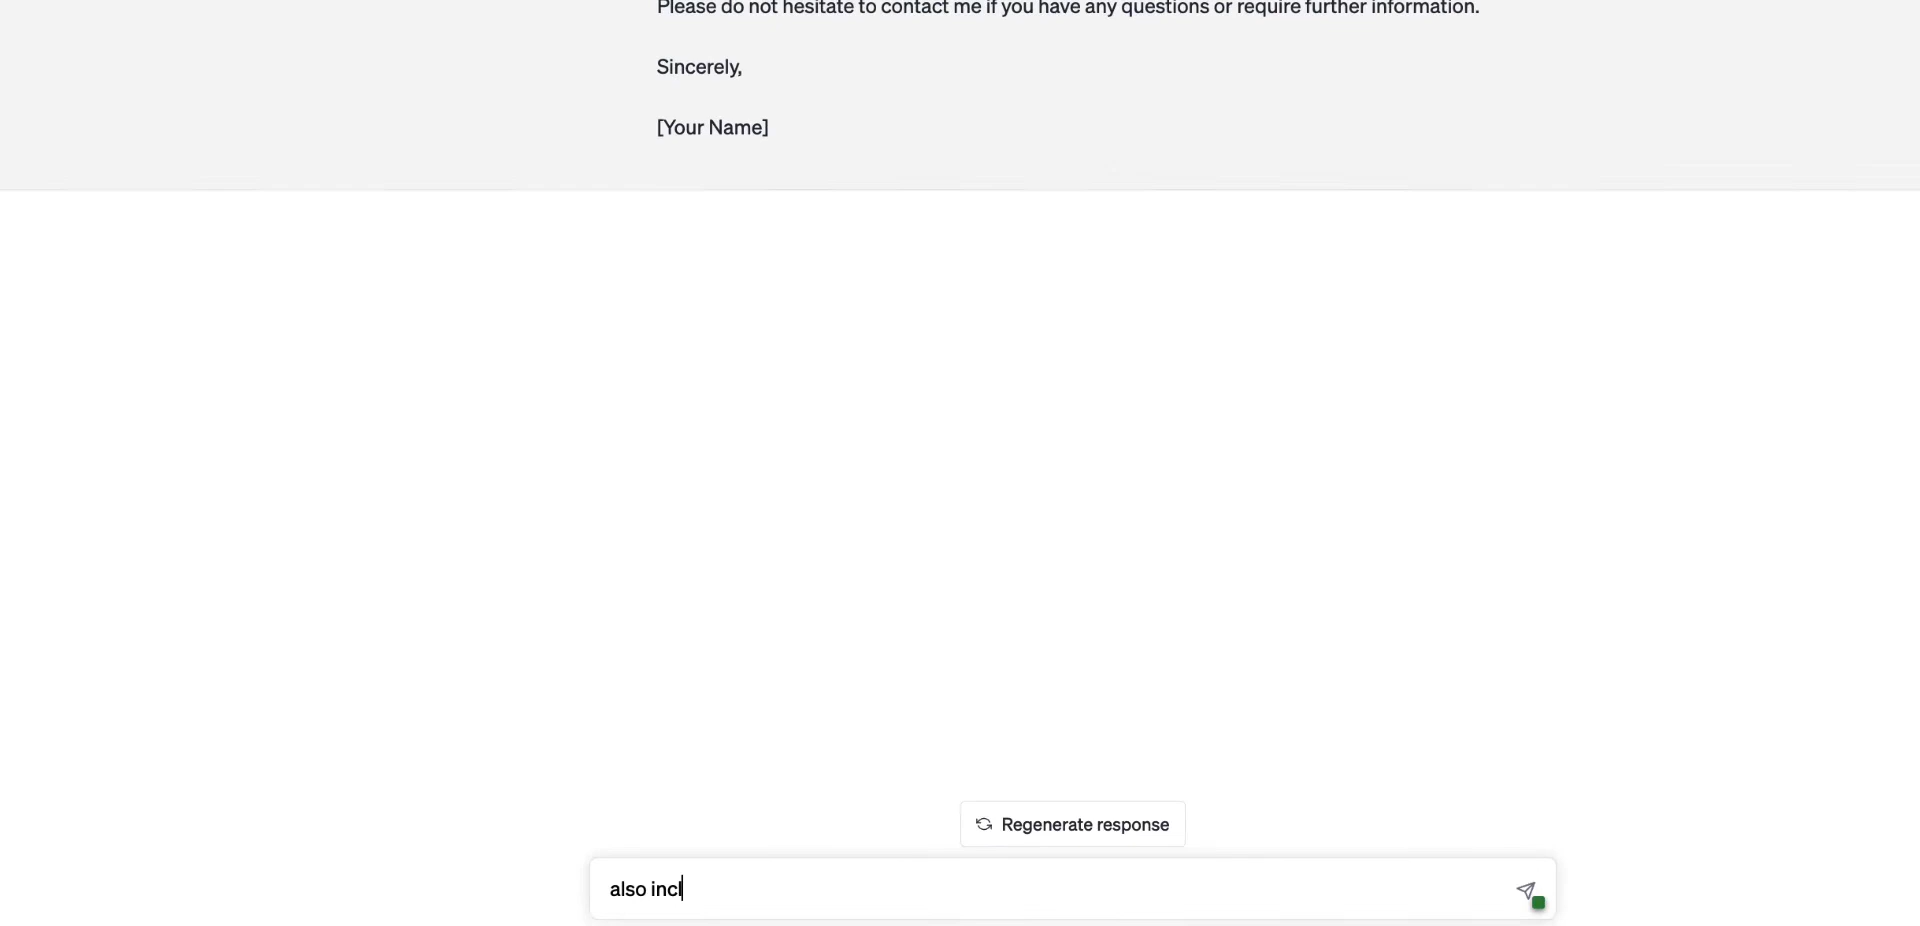 Please do not hesitate to contact me if you have any questions or require further information.
Sincerely,
[Your Name]
Regenerate response
also incl